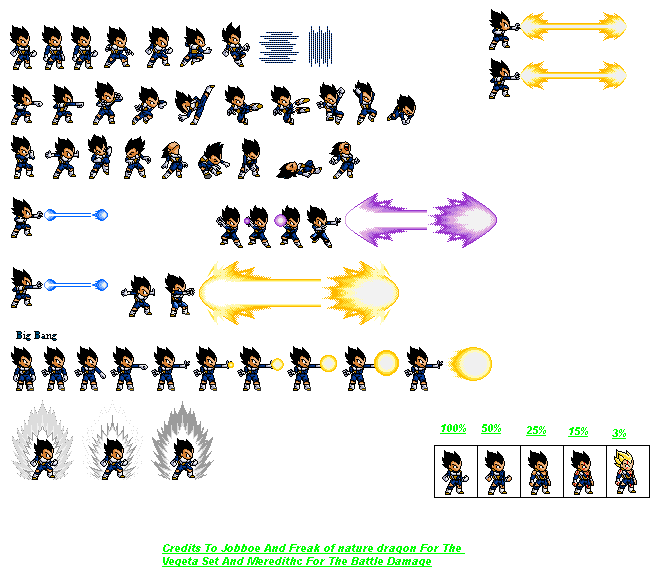 Big Bang
100% 50% 25% 15% 3%
Credits To Jobboe And Freak of nature dragon For The
Vegeta Set And Merediths For The Battle Damage